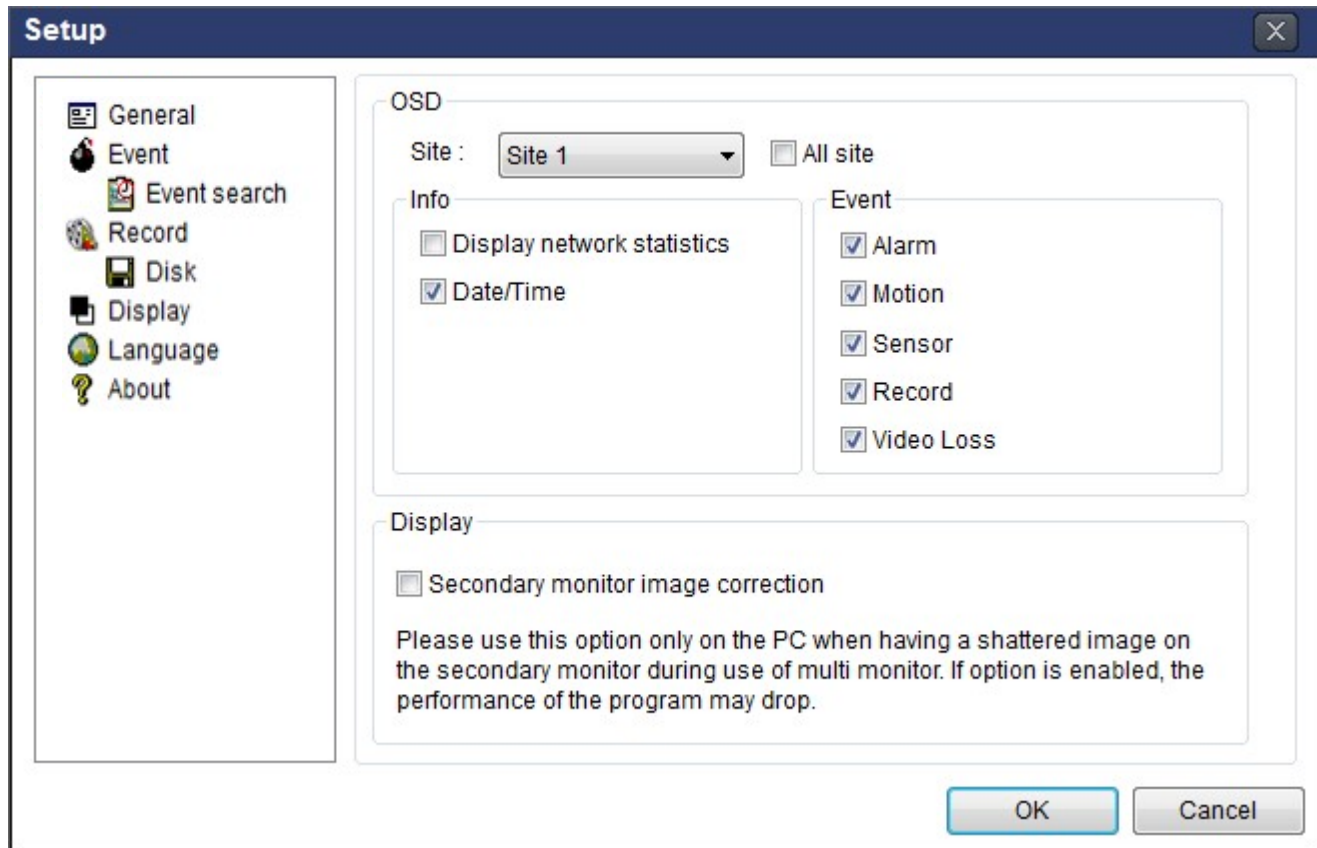 Setup
General
Event
Event search
Record
Disk
Display
Language
About
OSD
Site : Site 1 All site
Info
Display network statistics
Date/Time
Event
Alarm
Motion
Sensor
Record
Video Loss
Display
Secondary monitor image correction
Please use this option only on the PC when having a shattered image on
the secondary monitor during use of multi monitor. If option is enabled, the
performance of the program may drop.
OK Cancel